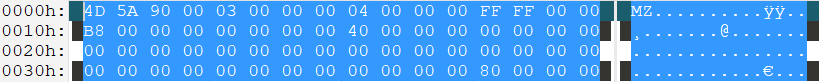 0000h: 4D 5A 90 00 03 00 00 00 04 00 00 00 FF FF 00 00 MZ..........ÿÿ..
0010h: B8 00 00 00 00 00 00 00 40 00 00 00 00 00 00 00 ¸.......@.......
0020h: 00 00 00 00 00 00 00 00 00 00 00 00 00 00 00 00 ................
0030h: 00 00 00 00 00 00 00 00 00 00 00 00 80 00 00 00 ............€...